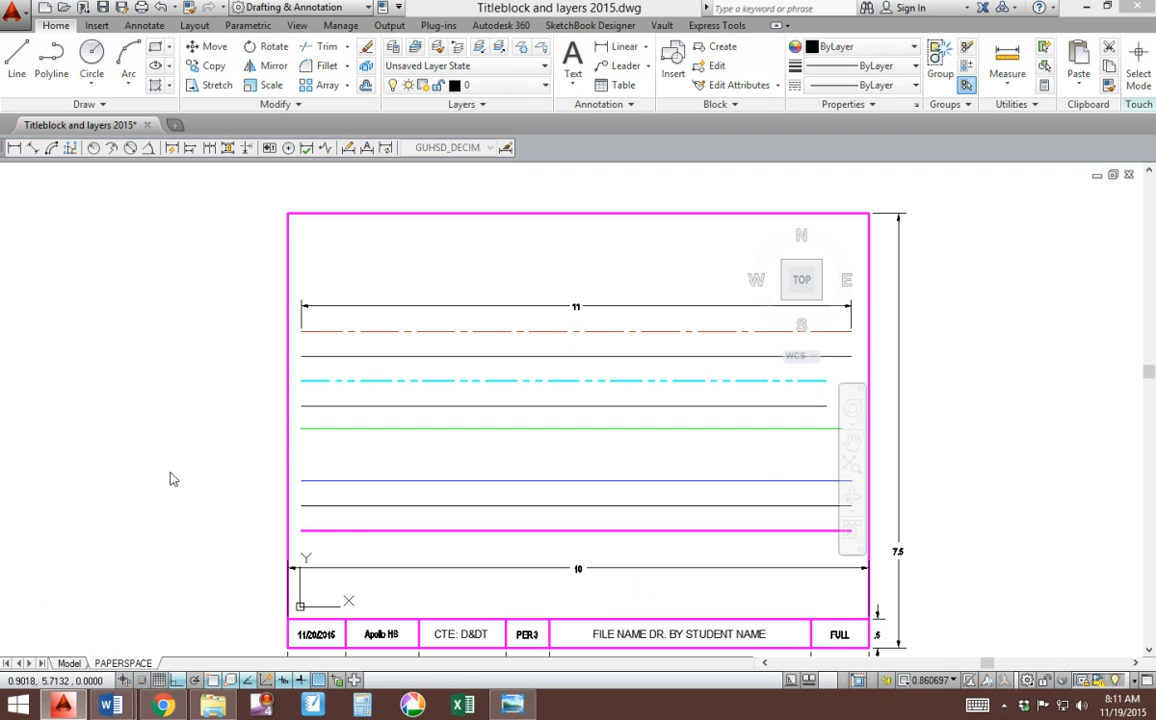 Drafting & Annotation
Titleblock and layers 2015.dwg
Type a keyword or phrase
Sign In
Home Insert Annotate Layout Parametric View Manage Output Plug-ins Autodesk 360 SketchBook Designer Vault Express Tools
Line Polyline Circle Arc
Move Rotate Trim
Copy Mirror Fillet
Stretch Scale Array
Unsaved Layer State
0
Text
Linear
Leader
Table
Insert
Create
Edit
Edit Attributes
ByLayer
ByLayer
ByLayer
Group Measure Paste Select Mode
Draw Modify Layers Annotation Block Properties Groups Utilities Clipboard Touch
Titleblock and layers 2015*
GUHSD_DECIM.
N
W TOP E
S
WCS
11
7.5
Y
X
10
11/20/2015 Apollo HS CTE: D&DT PER 3 FILE NAME DR. BY STUDENT NAME FULL .5
Model PAPERSPACE
0.9018, 5.7132, 0.0000
0.860697
8:11 AM
11/19/2015